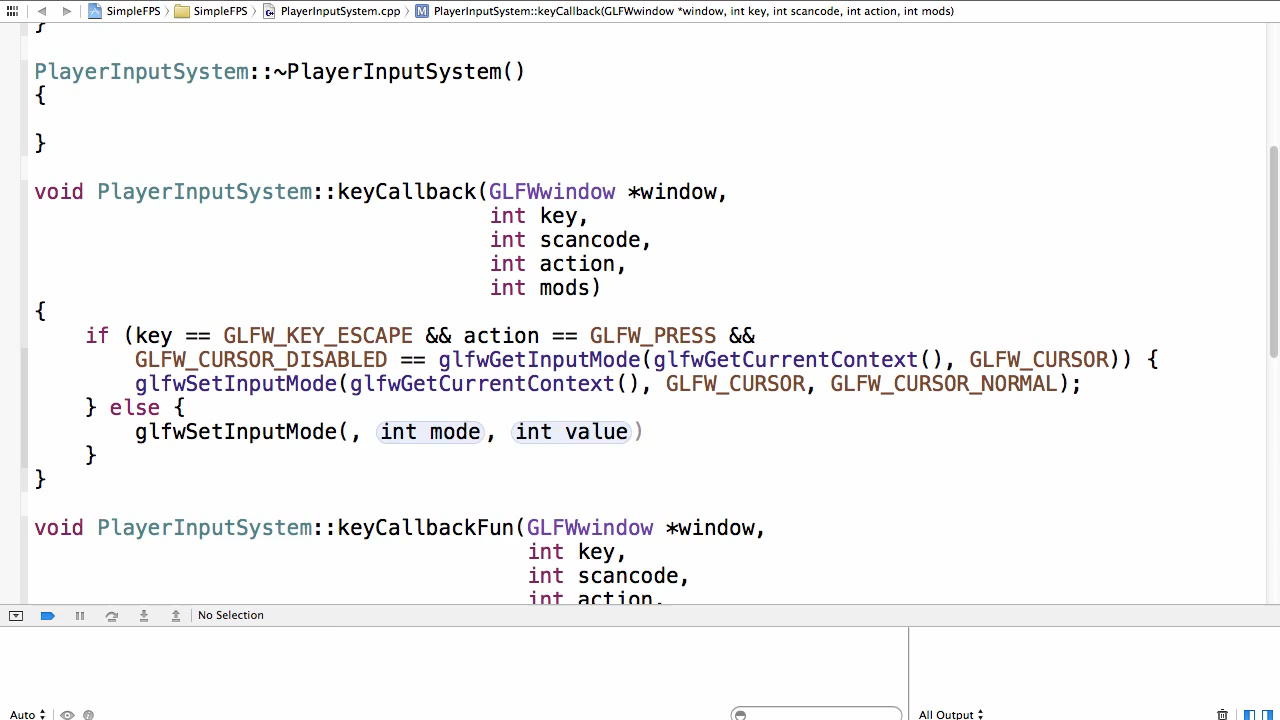 SimpleFPS SimpleFPS PlayerInputSystem.cpp M PlayerInputSystem::keyCallback(GLFWwindow *window, int key, int scancode, int action, int mods)
}
PlayerInputSystem::~PlayerInputSystem()
{
}
void PlayerInputSystem::keyCallback(GLFWwindow *window,
int key,
int scancode,
int action,
int mods)
{
if (key == GLFW_KEY_ESCAPE && action == GLFW_PRESS &&
GLFW_CURSOR_DISABLED == glfwGetInputMode(glfwGetCurrentContext(), GLFW_CURSOR)) {
glfwSetInputMode(glfwGetCurrentContext(), GLFW_CURSOR, GLFW_CURSOR_NORMAL);
} else {
glfwSetInputMode(, int mode, int value)
}
}
void PlayerInputSystem::keyCallbackFun(GLFWwindow *window,
int key,
int scancode,
int action,
No Selection
Auto
All Output